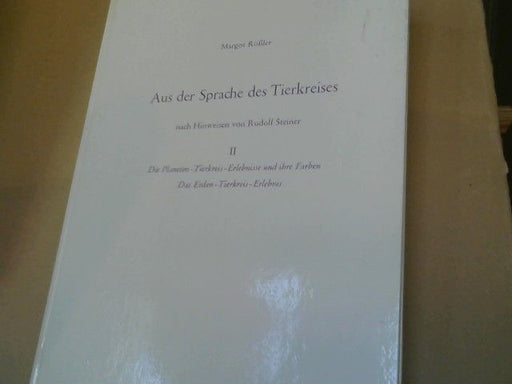 Margot Rößler
Aus der Sprache des Tierkreises
nach Hinweisen von Rudolf Steiner
II
Die Planeten-Tierkreis-Erlebnisse und ihre Farben
Das Erden-Tierkreis-Erlebnis